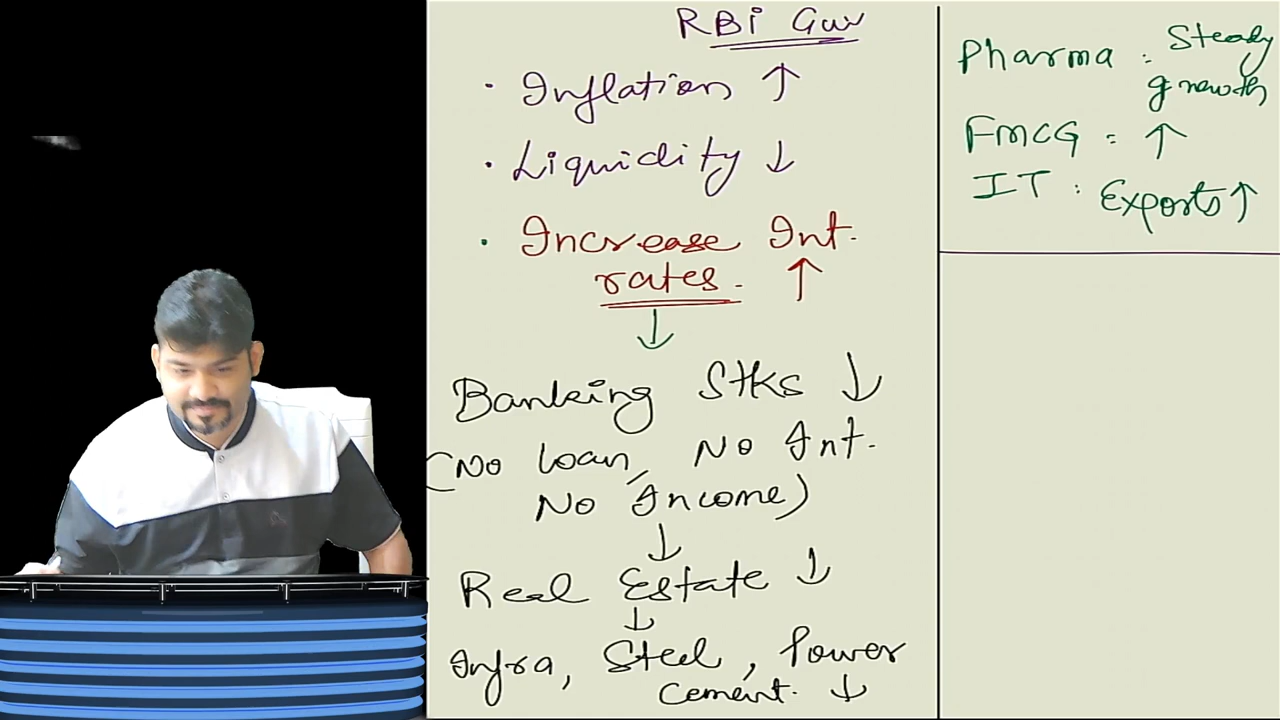 RBi Guv
· Inflation ↑
· Liquidity ↓
· Increase Int.
rates. ↑
↓
Banking Stks ↓
(No loan, No Int.
No Income)
↓
Real Estate ↓
↓
Infra, Steel, Power
cement. ↓
Pharma : Steady
growth
FMCG : ↑
IT : Exports ↑